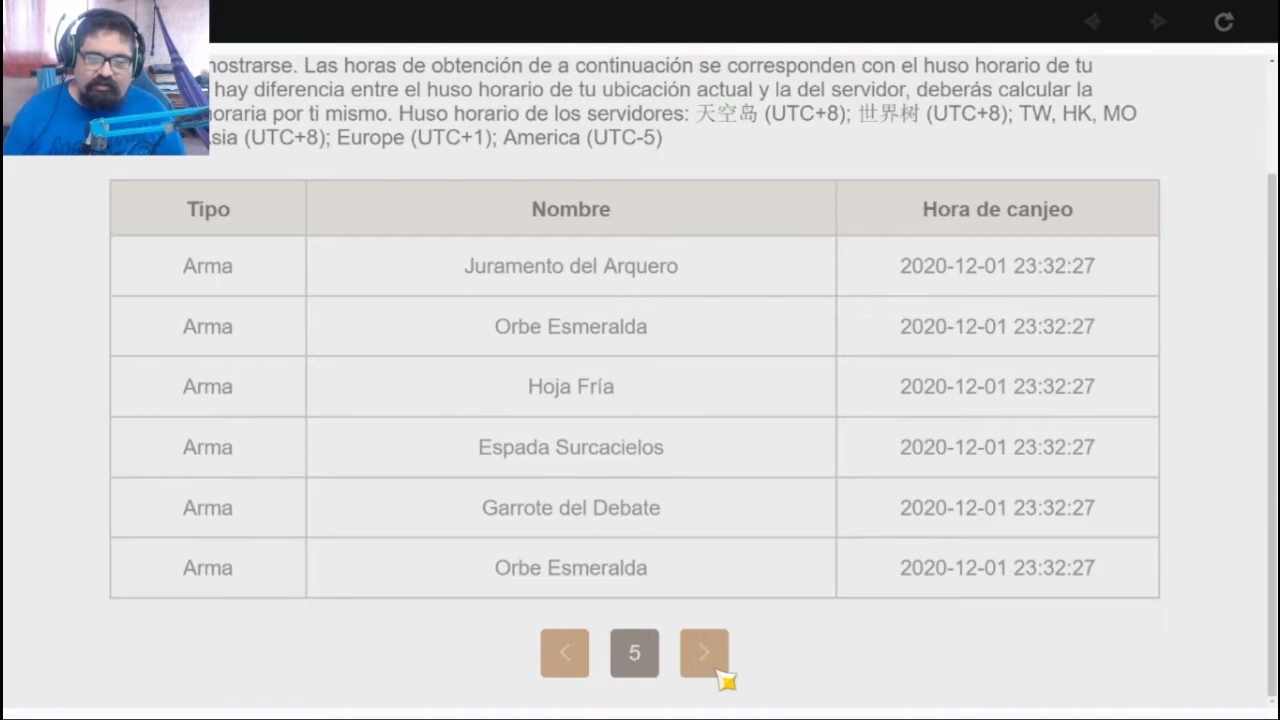 mostrarse. Las horas de obtención de a continuación se corresponden con el huso horario de tu
hay diferencia entre el huso horario de tu ubicación actual y la del servidor, deberás calcular la
horaria por ti mismo. Huso horario de los servidores: 天空岛 (UTC+8); 世界树 (UTC+8); TW, HK, MO
sia (UTC+8); Europe (UTC+1); America (UTC-5)
Tipo Nombre Hora de canjeo
Arma Juramento del Arquero 2020-12-01 23:32:27
Arma Orbe Esmeralda 2020-12-01 23:32:27
Arma Hoja Fría 2020-12-01 23:32:27
Arma Espada Surcacielos 2020-12-01 23:32:27
Arma Garrote del Debate 2020-12-01 23:32:27
Arma Orbe Esmeralda 2020-12-01 23:32:27
5